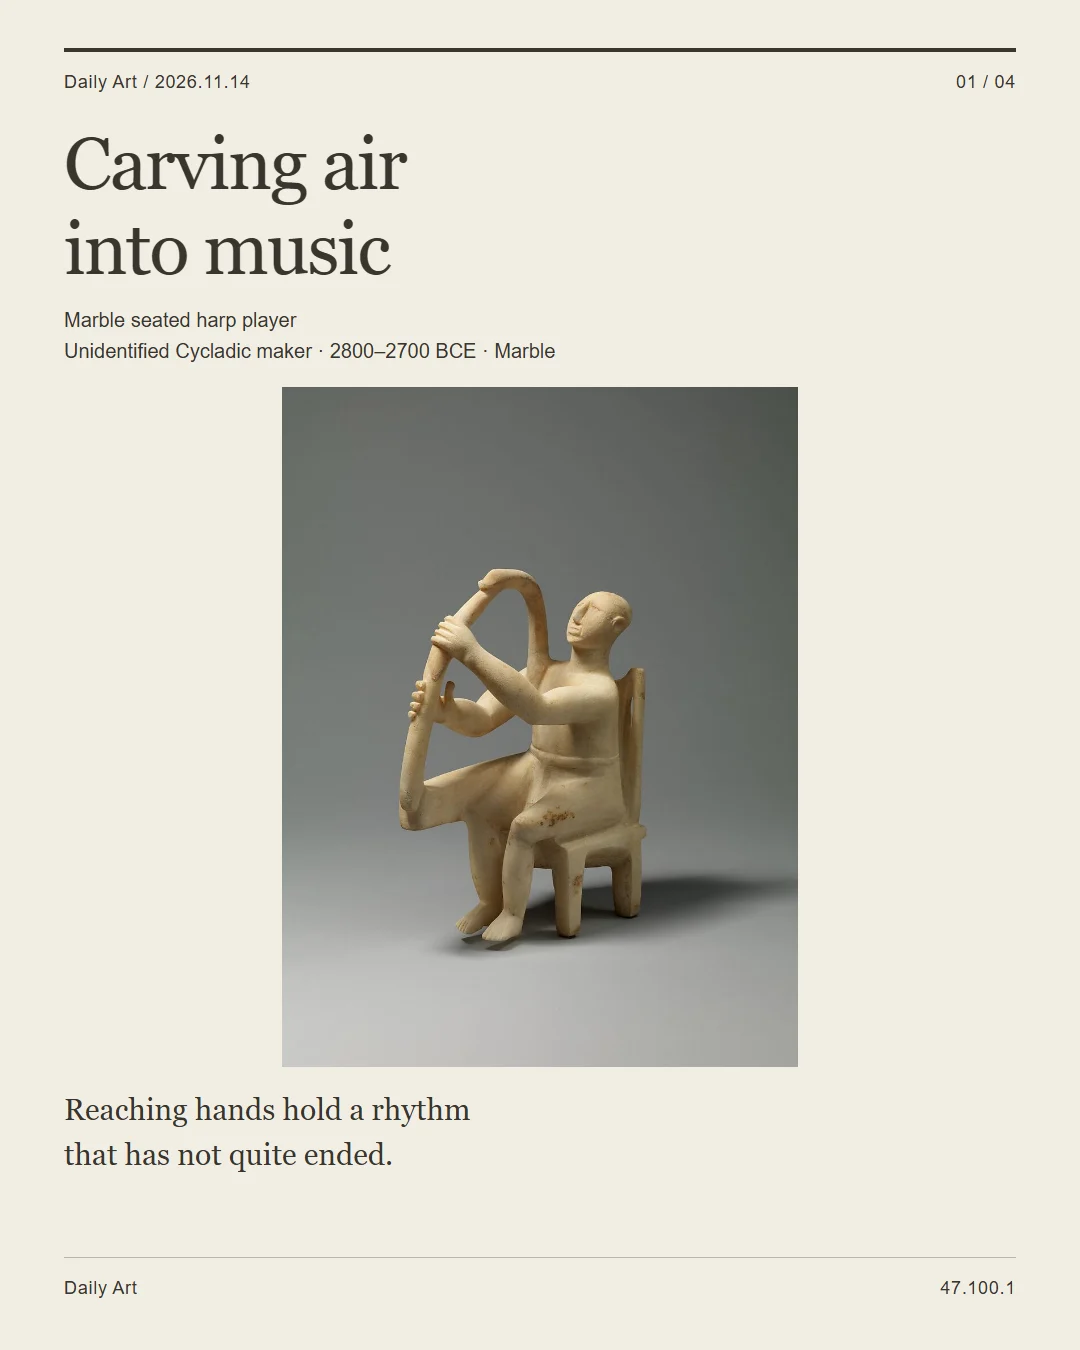 Daily Art / 2026.11.14
01 / 04
Carving air
into music
Marble seated harp player
Unidentified Cycladic maker · 2800–2700 BCE · Marble
Reaching hands hold a rhythm
that has not quite ended.
Daily Art
47.100.1